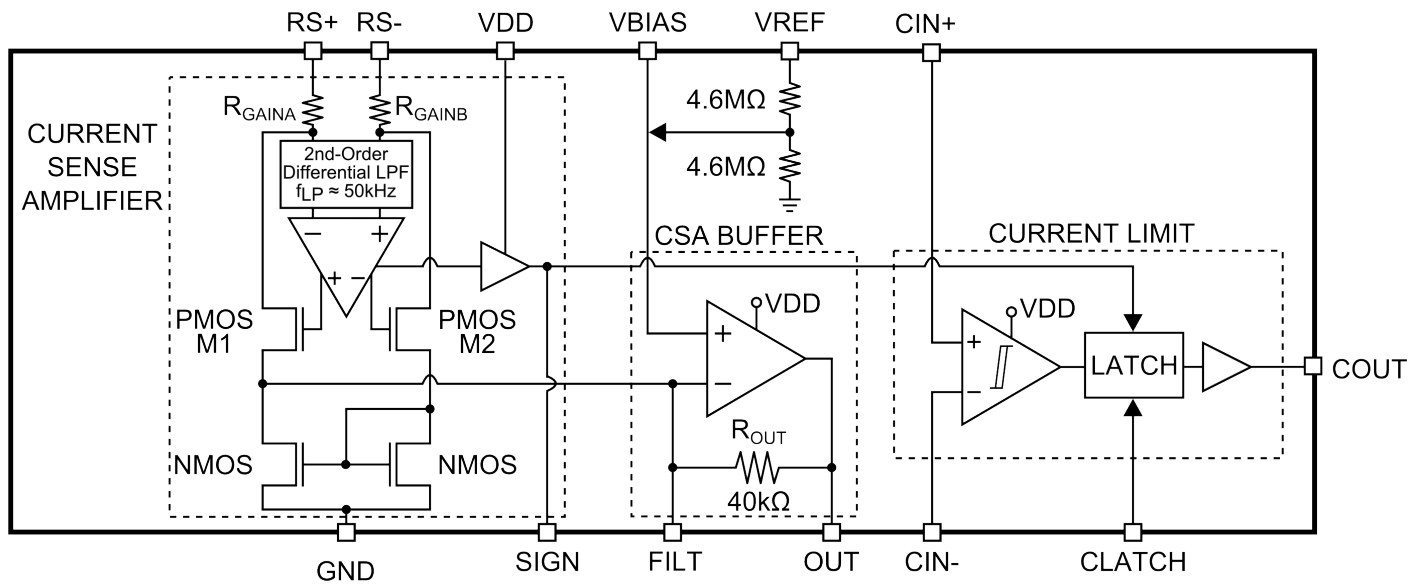 RS+ RS- VDD VBIAS VREF CIN+
CURRENT
SENSE
AMPLIFIER
RGAINA
RGAINB
2nd-Order
Differential LPF
fLP ≈ 50kHz
− +
+ −
PMOS
M1
PMOS
M2
NMOS
NMOS
4.6MΩ
4.6MΩ
CSA BUFFER
VDD
+
−
ROUT
40kΩ
CURRENT LIMIT
VDD
+
−
LATCH
COUT
GND SIGN FILT OUT CIN- CLATCH